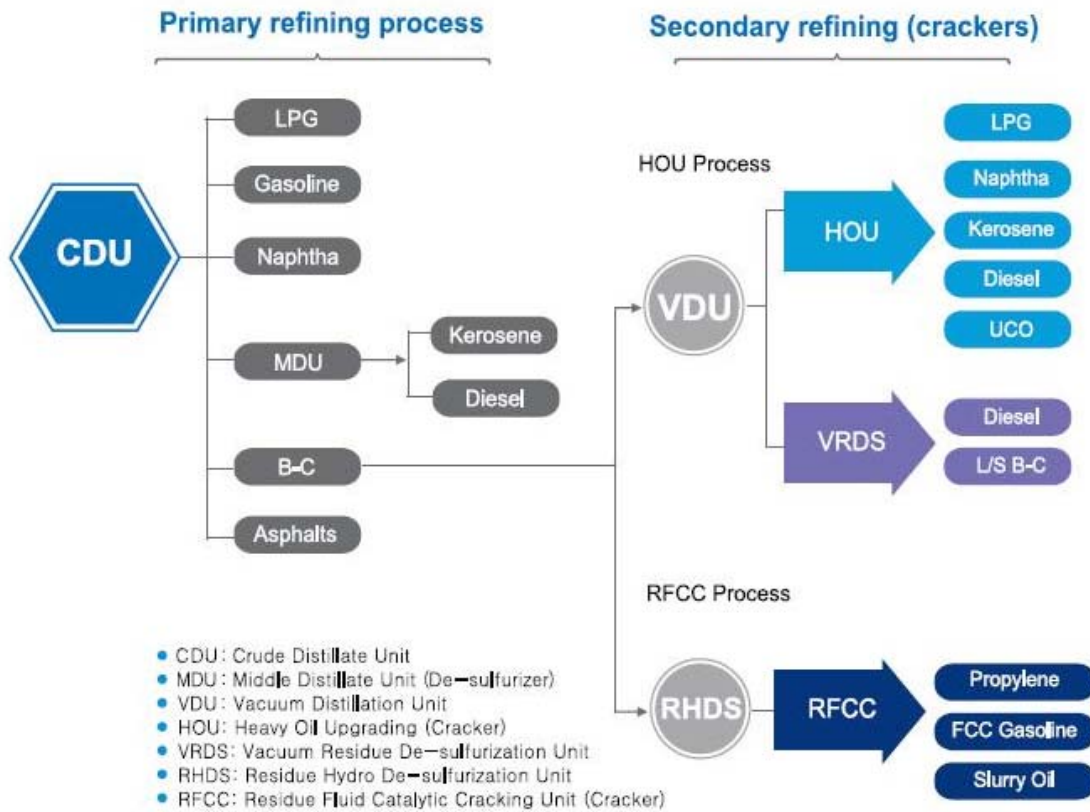 Primary refining process
Secondary refining (crackers)
CDU
LPG
Gasoline
Naphtha
MDU
Kerosene
Diesel
B-C
Asphalts
HOU Process
VDU
HOU
LPG
Naphtha
Kerosene
Diesel
UCO
VRDS
Diesel
L/S B-C
RFCC Process
RHDS
RFCC
Propylene
FCC Gasoline
Slurry Oil
CDU: Crude Distillate Unit
MDU: Middle Distillate Unit (De-sulfurizer)
VDU: Vacuum Distillation Unit
HOU: Heavy Oil Upgrading (Cracker)
VRDS: Vacuum Residue De-sulfurization Unit
RHDS: Residue Hydro De-sulfurization Unit
RFCC: Residue Fluid Catalytic Cracking Unit (Cracker)